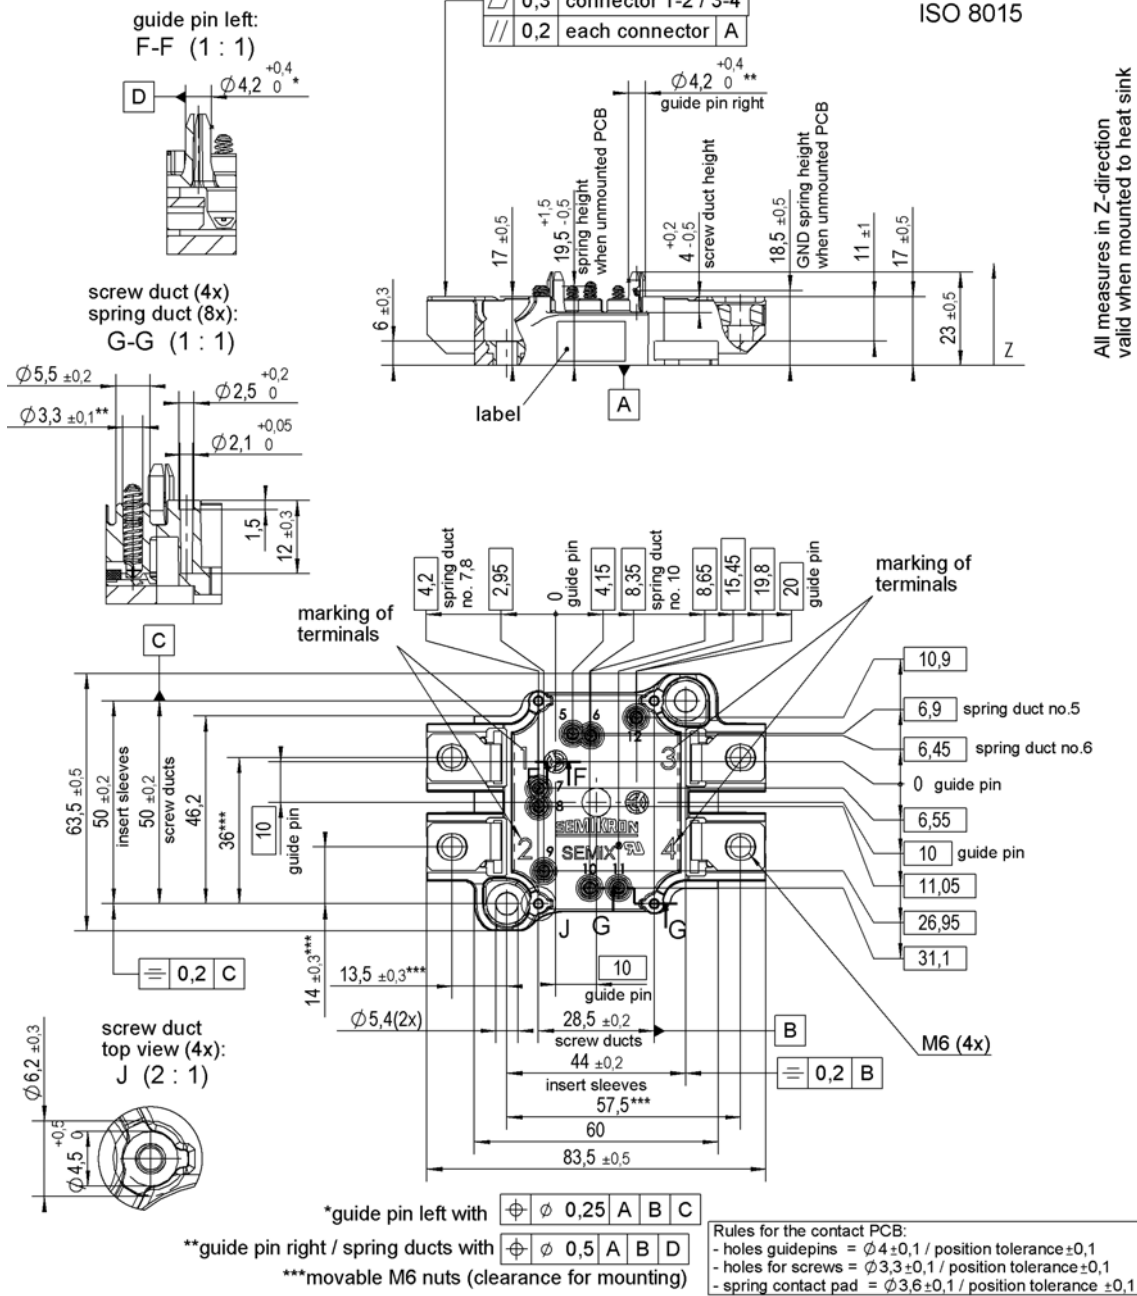 guide pin left:
F-F (1 : 1)
Ø4,2 +0,4 0 *
D
0,3 connector 1-2 / 3-4
// 0,2 each connector A
ISO 8015
Ø4,2 +0,4 0 **
guide pin right
All measures in Z-direction
valid when mounted to heat sink
6 ±0,3
17 ±0,5
19,5 +1,5 -0,5
spring height
when unmounted PCB
4 +0,2 -0,5
screw duct height
18,5 ±0,5
GND spring height
when unmounted PCB
11 ±1
17 ±0,5
23 ±0,5
Z
label
A
screw duct (4x)
spring duct (8x):
G-G (1 : 1)
Ø5,5 ±0,2
Ø2,5 +0,2 0
Ø3,3 ±0,1**
Ø2,1 +0,05 0
1,5
12 ±0,3
4,2
spring duct
no. 7,8
2,95
0
guide pin
4,15
8,35
spring duct
no. 10
8,65
15,45
19,8
20
guide pin
marking of
terminals
marking of
terminals
C
63,5 ±0,5
50 ±0,2
insert sleeves
50 ±0,2
screw ducts
46,2
36***
10
guide pin
10,9
6,9 spring duct no.5
6,45 spring duct no.6
0 guide pin
6,55
10 guide pin
11,05
26,95
31,1
5 6 12
1 3
F F
7
8
SEMIKRON
2 SEMIX® 4
9 10 11
J G G
⌯ 0,2 C
14 ±0,3***
13,5 ±0,3***
10
guide pin
Ø5,4(2x)
28,5 ±0,2
screw ducts
B
M6 (4x)
44 ±0,2
insert sleeves
⌯ 0,2 B
57,5***
60
83,5 ±0,5
screw duct
top view (4x):
J (2 : 1)
Ø6,2 ±0,3
Ø4,5 +0,5 0
*guide pin left with ⌖ ø 0,25 A B C
**guide pin right / spring ducts with ⌖ ø 0,5 A B D
***movable M6 nuts (clearance for mounting)
Rules for the contact PCB:
- holes guidepins = Ø4±0,1 / position tolerance±0,1
- holes for screws = Ø3,3±0,1 / position tolerance±0,1
- spring contact pad = Ø3,6±0,1 / position tolerance ±0,1